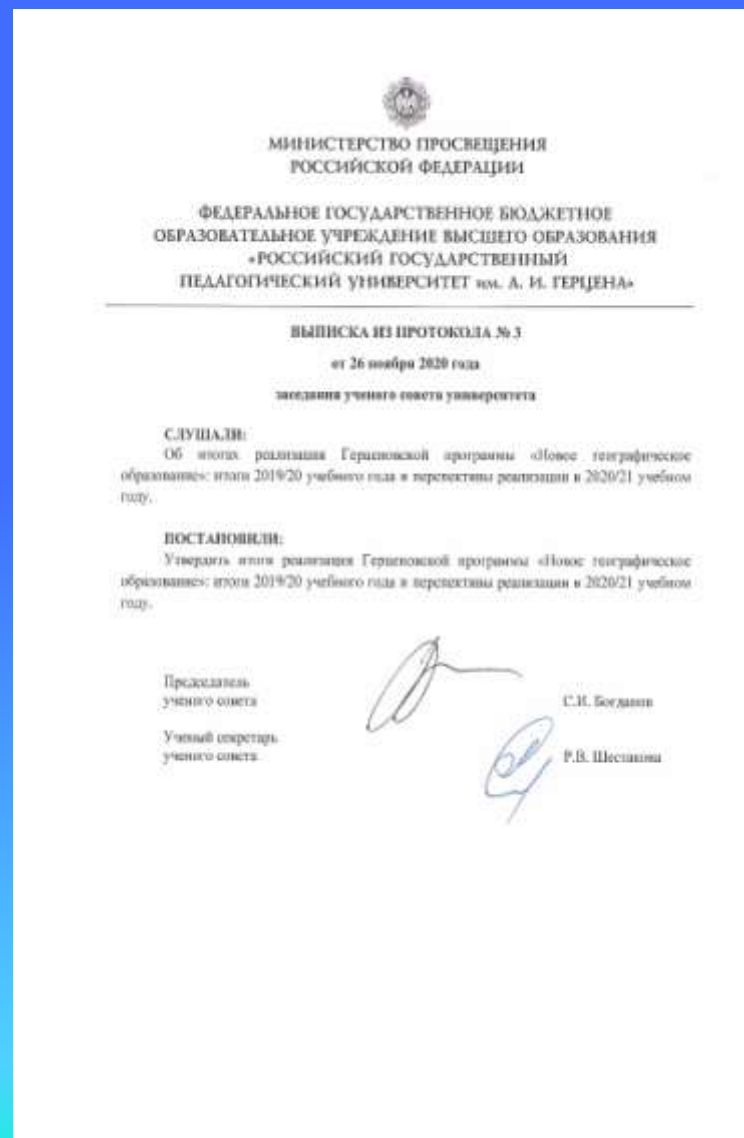 МИНИСТЕРСТВО ПРОСВЕЩЕНИЯ
РОССИЙСКОЙ ФЕДЕРАЦИИ
ФЕДЕРАЛЬНОЕ ГОСУДАРСТВЕННОЕ БЮДЖЕТНОЕ
ОБРАЗОВАТЕЛЬНОЕ УЧРЕЖДЕНИЕ ВЫСШЕГО ОБРАЗОВАНИЯ
«РОССИЙСКИЙ ГОСУДАРСТВЕННЫЙ
ПЕДАГОГИЧЕСКИЙ УНИВЕРСИТЕТ им. А. И. ГЕРЦЕНА»
ВЫПИСКА ИЗ ПРОТОКОЛА № 3
от 26 ноября 2020 года
заседания ученого совета университета
СЛУШАЛИ:
Об итогах реализации Герценовской программы «Новое географическое
образование»: итоги 2019/20 учебного года и перспективы реализации в 2020/21 учебном
году.
ПОСТАНОВИЛИ:
Утвердить итоги реализации Герценовской программы «Новое географическое
образование»: итоги 2019/20 учебного года и перспективы реализации в 2020/21 учебном
году.
Председатель
ученого совета С.И. Богданов
Ученый секретарь
ученого совета Р.В. Шестакова